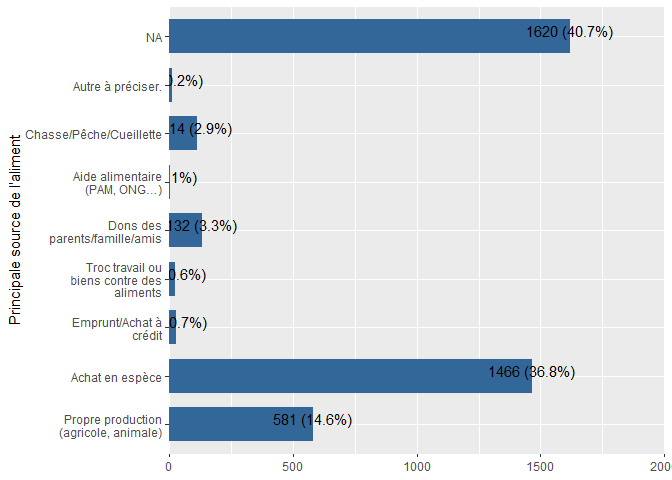 Principale source de l'aliment
NA
1620 (40.7%)
Autre à préciser.
0.2%)
Chasse/Pêche/Cueillette
14 (2.9%)
Aide alimentaire
(PAM, ONG…)
1%)
Dons des
parents/famille/amis
132 (3.3%)
Troc travail ou
biens contre des
aliments
0.6%)
Emprunt/Achat à
crédit
0.7%)
Achat en espèce
1466 (36.8%)
Propre production
(agricole, animale)
581 (14.6%)
0
500
1000
1500
200